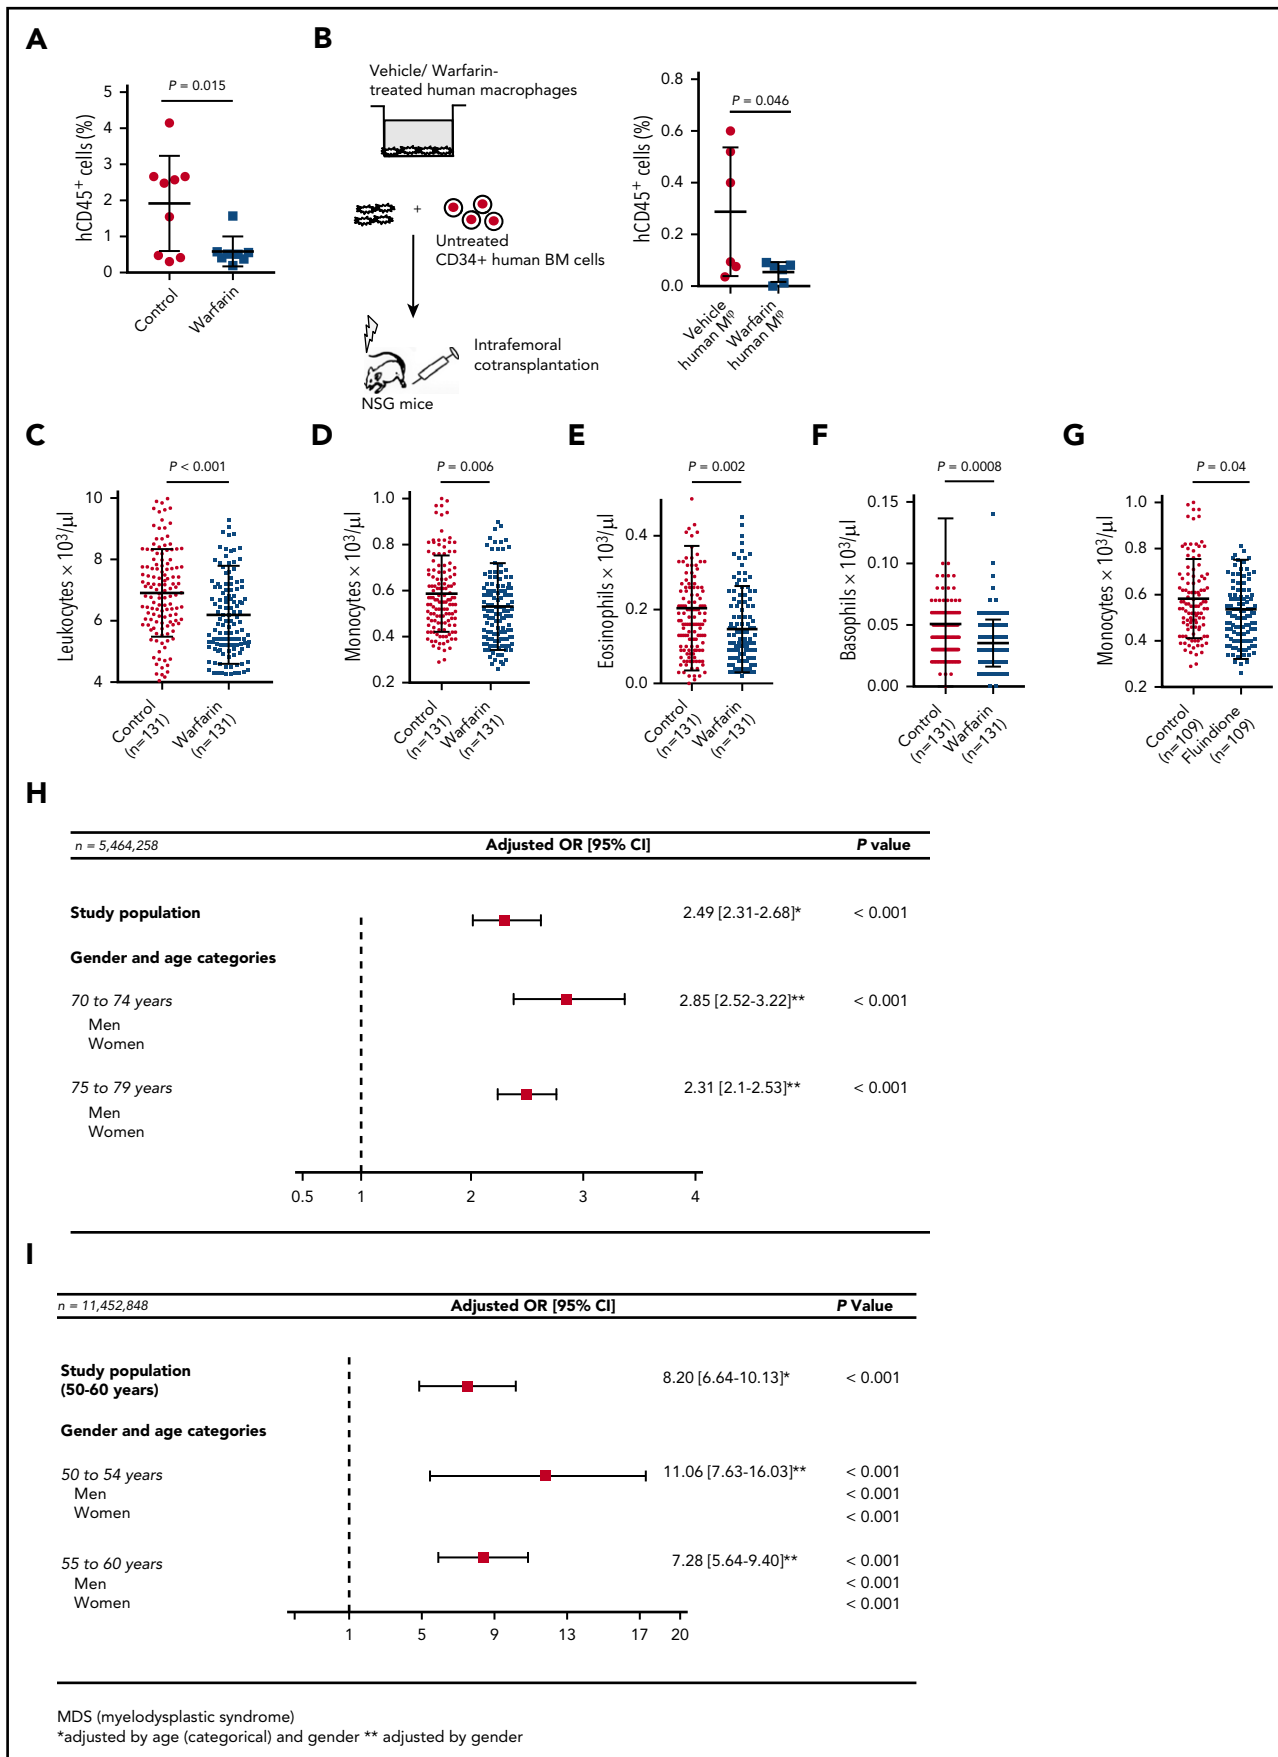 A
P = 0.015
hCD45+ cells (%)
5
4
3
2
1
0
Control
Warfarin
B
Vehicle/ Warfarin-
treated human macrophages
+
Untreated
CD34+ human BM cells
Intrafemoral
cotransplantation
NSG mice
P = 0.046
hCD45+ cells (%)
0.8
0.6
0.4
0.2
0.0
Vehicle
human Mφ
Warfarin
human Mφ
C
P < 0.001
Leukocytes × 10³/µl
10
8
6
4
Control
(n=131)
Warfarin
(n=131)
D
P = 0.006
Monocytes × 10³/µl
1.0
0.8
0.6
0.4
0.2
Control
(n=131)
Warfarin
(n=131)
E
P = 0.002
Eosinophils × 10³/µl
0.4
0.2
0.0
Control
(n=131)
Warfarin
(n=131)
F
P = 0.0008
Basophils × 10³/µl
0.15
0.10
0.05
0.00
Control
(n=131)
Warfarin
(n=131)
G
P = 0.04
Monocytes × 10³/µl
1.0
0.8
0.6
0.4
0.2
Control
(n=109)
Fluindione
(n=109)
H
n = 5,464,258 Adjusted OR [95% CI] P value
Study population 2.49 [2.31-2.68]* < 0.001
Gender and age categories
70 to 74 years 2.85 [2.52-3.22]** < 0.001
Men
Women
75 to 79 years 2.31 [2.1-2.53]** < 0.001
Men
Women
0.5 1 2 3 4
I
n = 11,452,848 Adjusted OR [95% CI] P Value
Study population
(50-60 years) 8.20 [6.64-10.13]* < 0.001
Gender and age categories
50 to 54 years 11.06 [7.63-16.03]** < 0.001
Men < 0.001
Women < 0.001
55 to 60 years 7.28 [5.64-9.40]** < 0.001
Men < 0.001
Women < 0.001
1 5 9 13 17 20
MDS (myelodysplastic syndrome)
*adjusted by age (categorical) and gender ** adjusted by gender